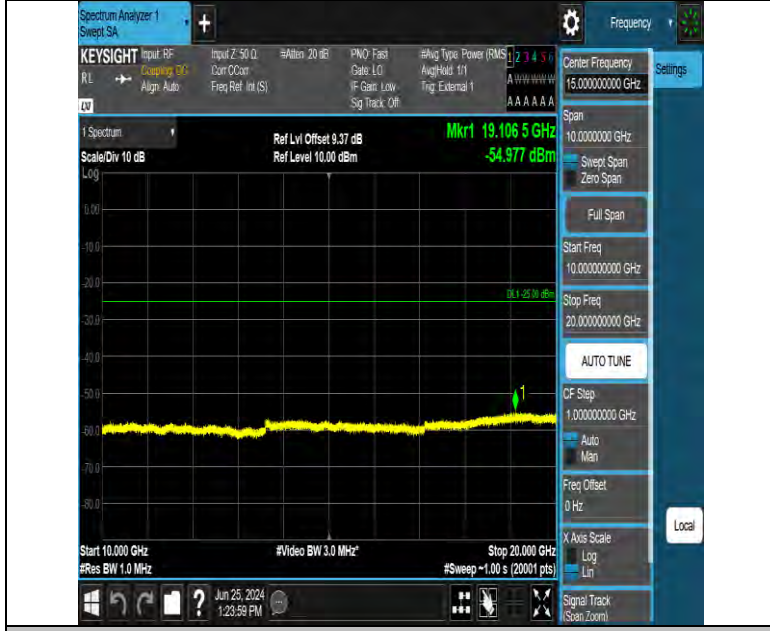 Spectrum Analyzer 1
Swept SA
Frequency
KEYSIGHT
RL
Input: RF
Coupling: DC
Align: Auto
Input Z: 50 Ω
Corr CCorr
Freq Ref: Int (S)
#Atten: 20 dB
PNO: Fast
Gate: LO
IF Gain: Low
Sig Track: Off
#Avg Type: Power (RMS
Avg|Hold: 1/1
Trig: External 1
1 2 3 4 5 6
A W W W W W
A A A A A A
LXI
1 Spectrum
Scale/Div 10 dB
Log
Ref Lvl Offset 9.37 dB
Ref Level 10.00 dBm
Mkr1 19.106 5 GHz
-54.977 dBm
0.00
-10.0
-20.0
-30.0
-40.0
-50.0
-60.0
-70.0
-80.0
DL1 -25.00 dBm
1
Start 10.000 GHz
#Res BW 1.0 MHz
#Video BW 3.0 MHz*
Stop 20.000 GHz
#Sweep ~1.00 s (20001 pts)
Center Frequency
15.000000000 GHz
Settings
Span
10.0000000 GHz
Swept Span
Zero Span
Full Span
Start Freq
10.000000000 GHz
Stop Freq
20.000000000 GHz
AUTO TUNE
CF Step
1.000000000 GHz
Auto
Man
Freq Offset
0 Hz
X Axis Scale
Log
Lin
Local
Signal Track
(Span Zoom)
?
Jun 25, 2024
1:23:59 PM